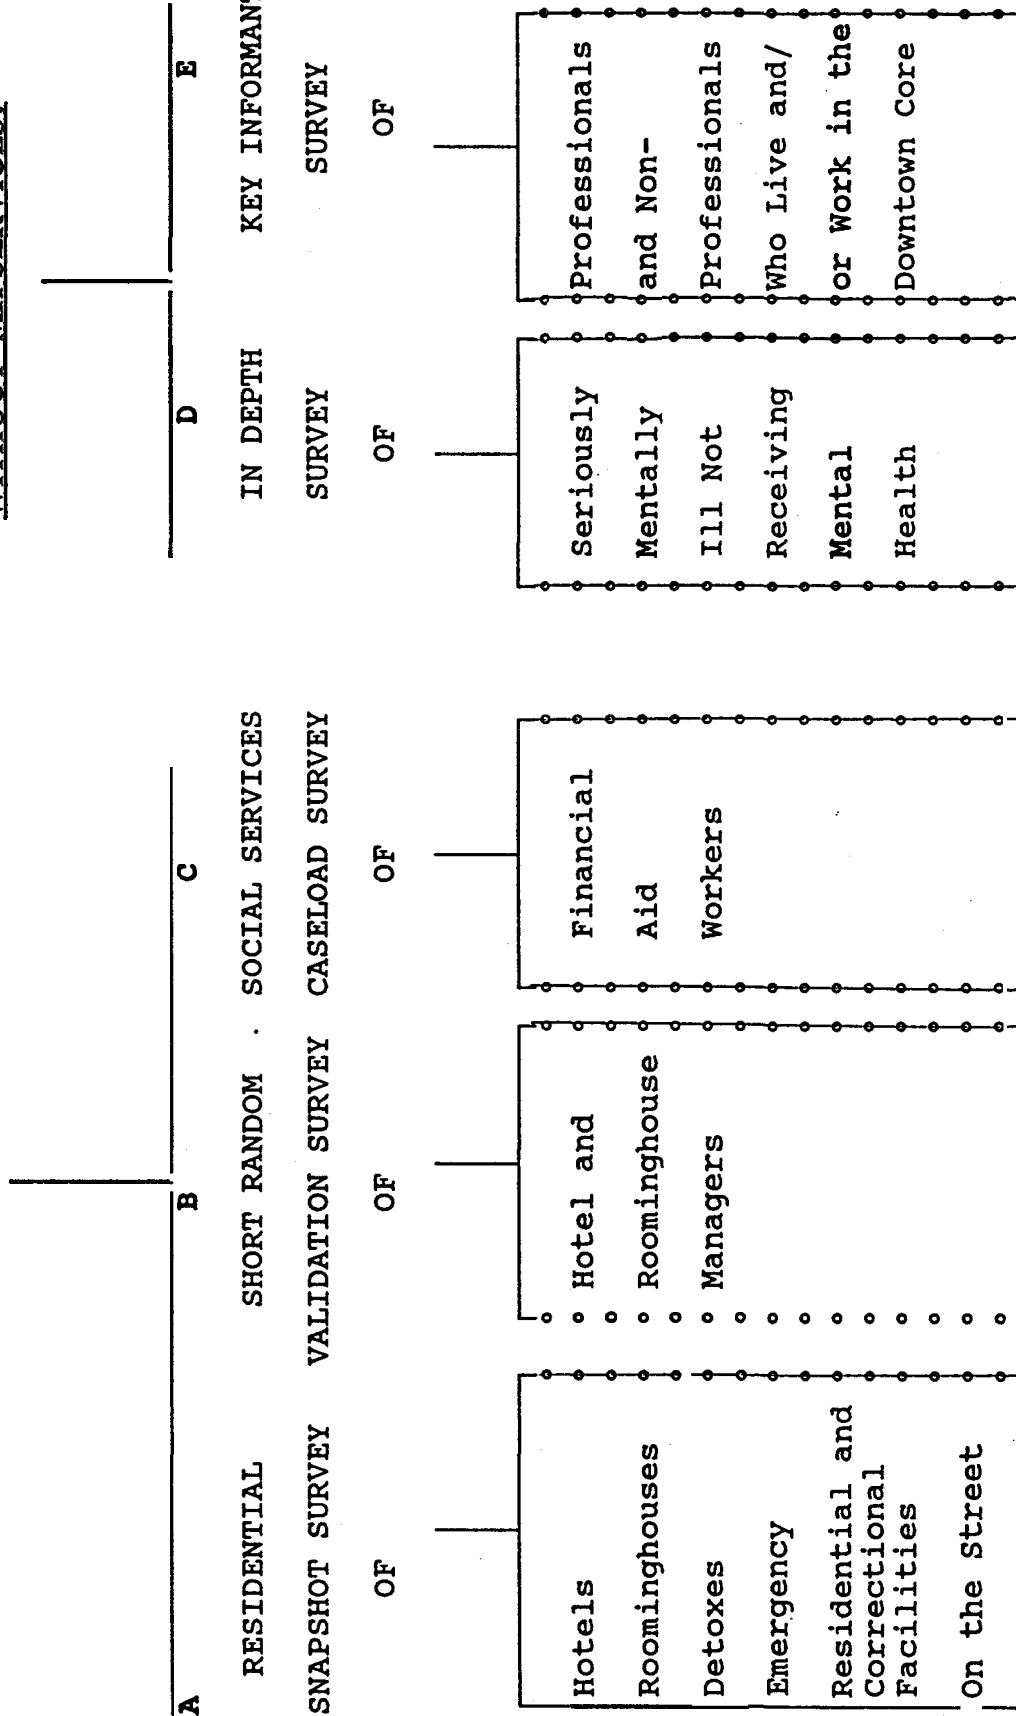 A
RESIDENTIAL
SNAPSHOT SURVEY
OF
Hotels
Roominghouses
Detoxes
Emergency
Residential and
Correctional
Facilities
On the Street
B
SHORT RANDOM
VALIDATION SURVEY
OF
Hotel and
Roominghouse
Managers
C
SOCIAL SERVICES
CASELOAD SURVEY
OF
Financial
Aid
Workers
D
IN DEPTH
SURVEY
OF
Seriously
Mentally
Ill Not
Receiving
Mental
Health
E
KEY INFORMANT
SURVEY
OF
Professionals
and Non-
Professionals
Who Live and/
or Work in the
Downtown Core